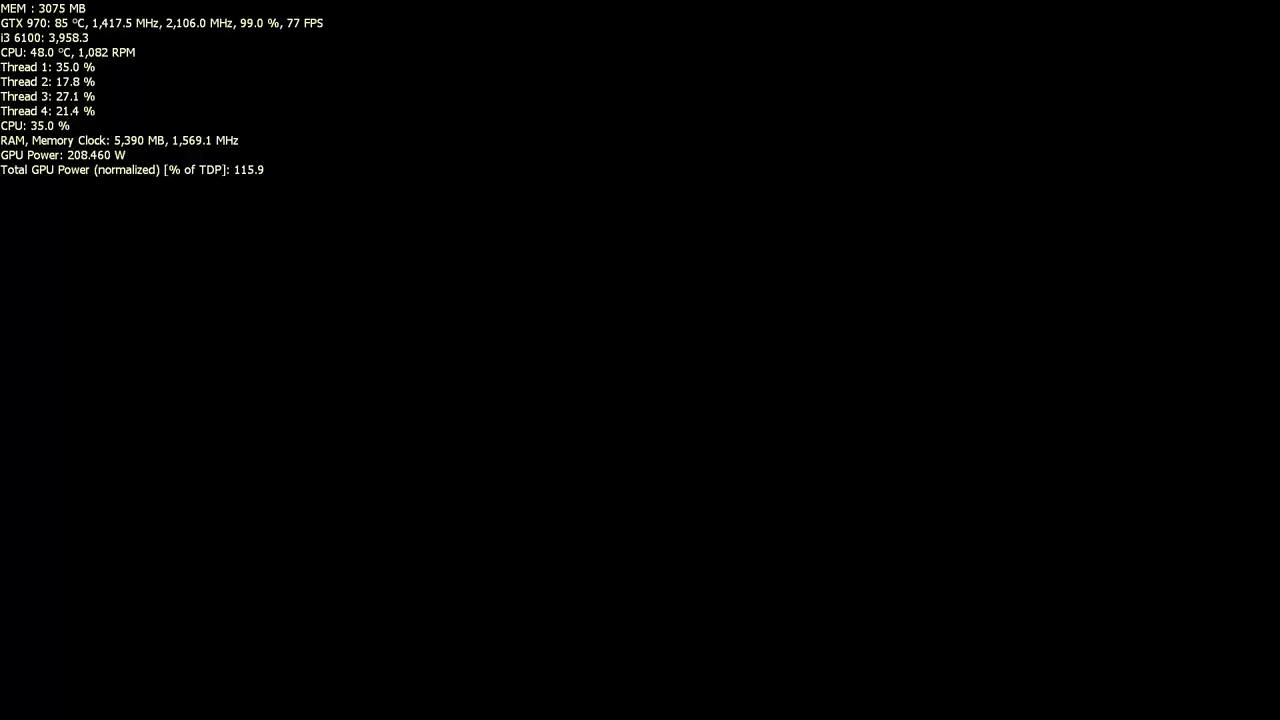 MEM : 3075 MB
GTX 970: 85 °C, 1,417.5 MHz, 2,106.0 MHz, 99.0 %, 77 FPS
i3 6100: 3,958.3
CPU: 48.0 °C, 1,082 RPM
Thread 1: 35.0 %
Thread 2: 17.8 %
Thread 3: 27.1 %
Thread 4: 21.4 %
CPU: 35.0 %
RAM, Memory Clock: 5,390 MB, 1,569.1 MHz
GPU Power: 208.460 W
Total GPU Power (normalized) [% of TDP]: 115.9